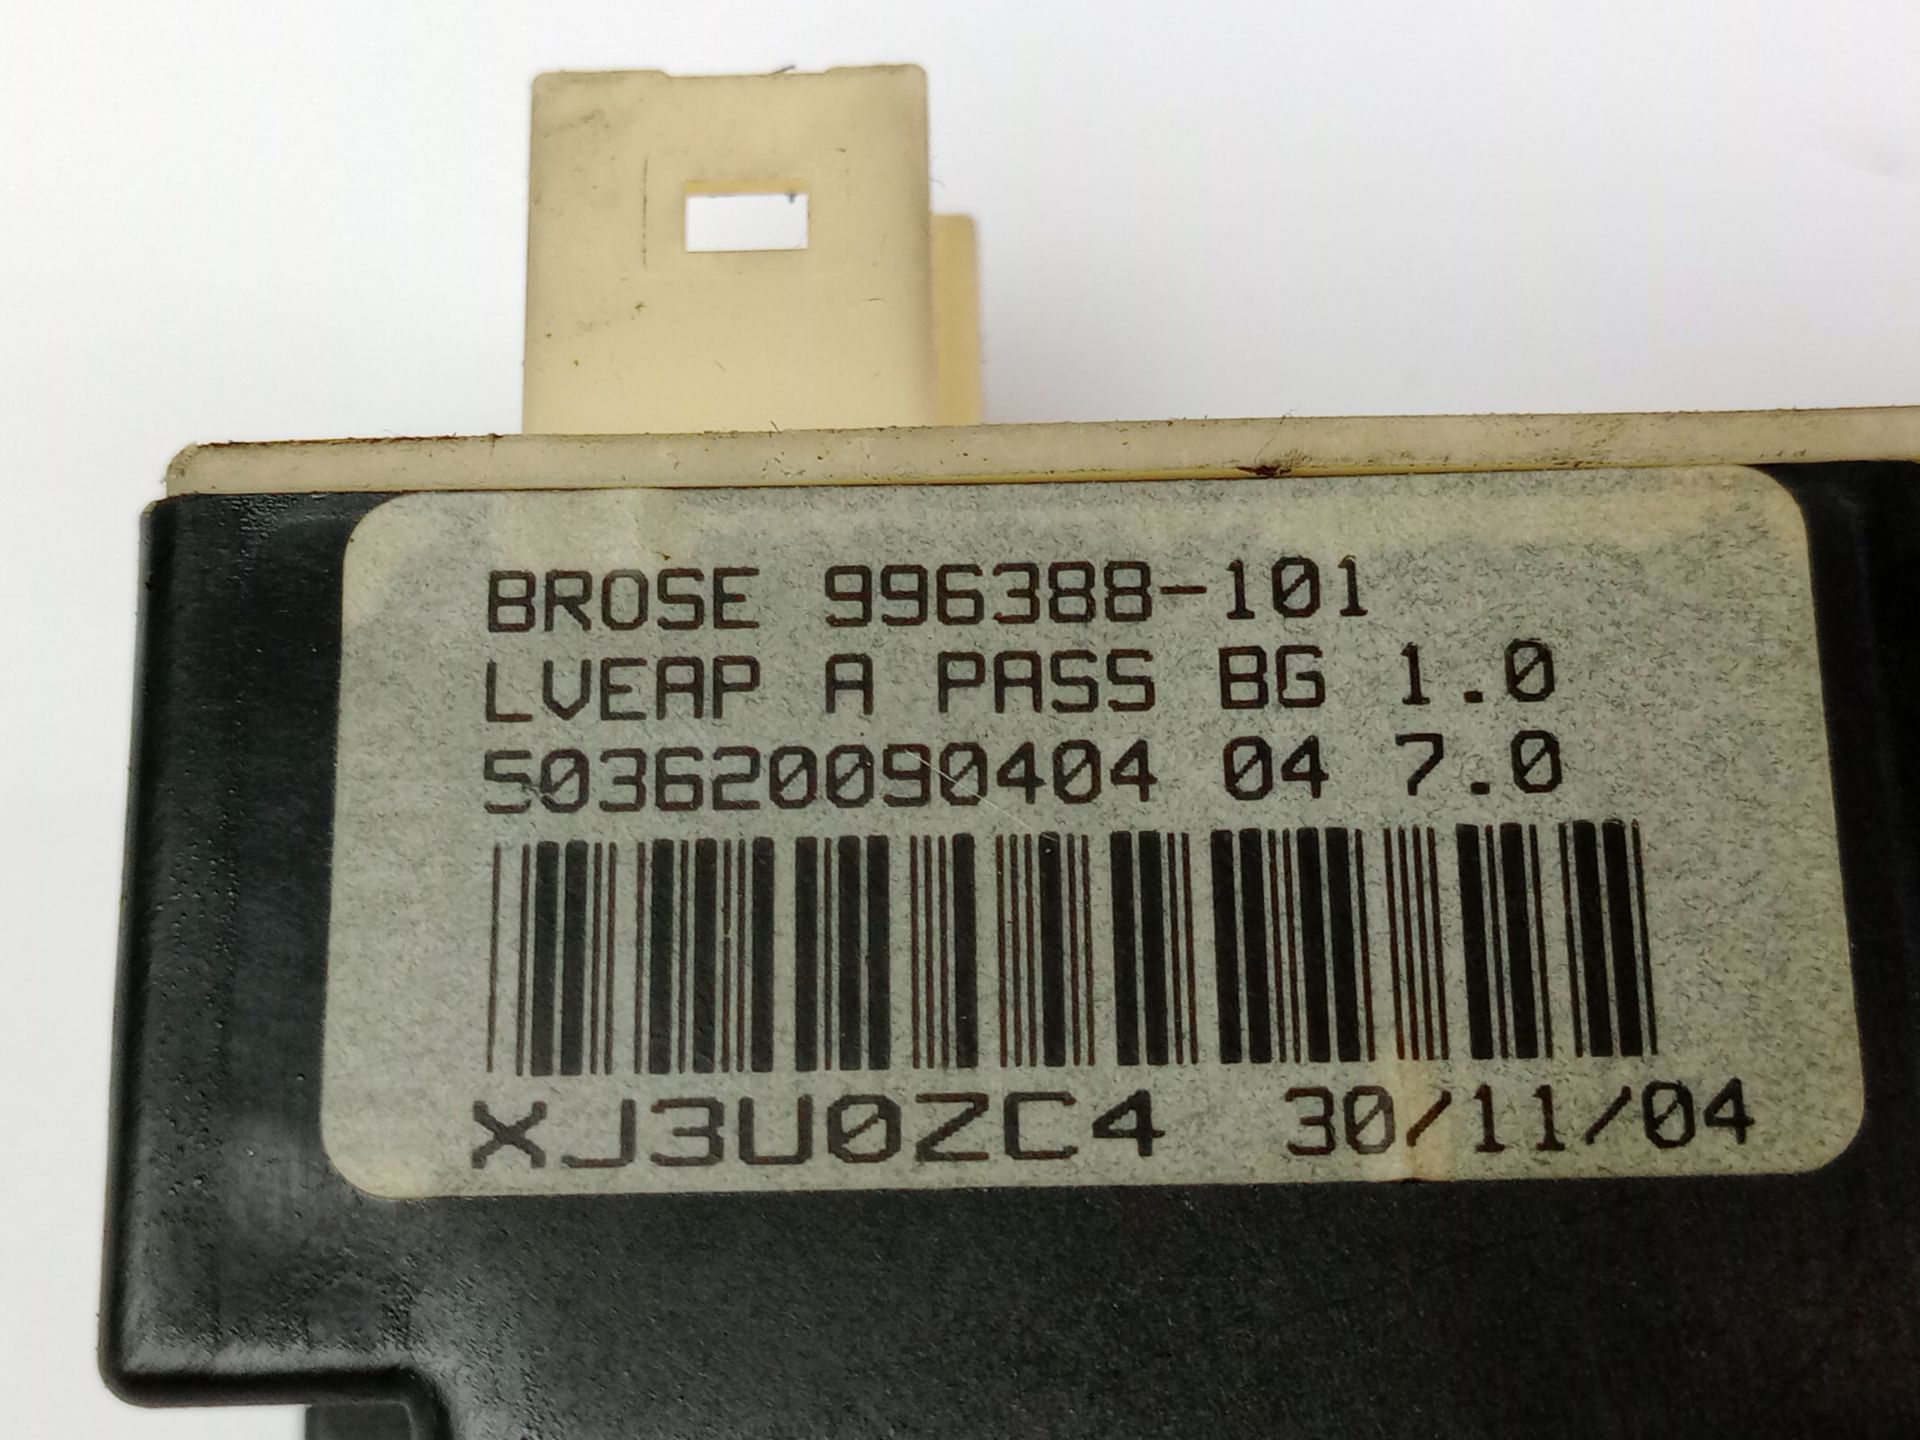 BROSE 996388-101
LVEAP A PASS BG 1.0
503620090404 04 7.0
XJ3U0ZC4 30/11/04